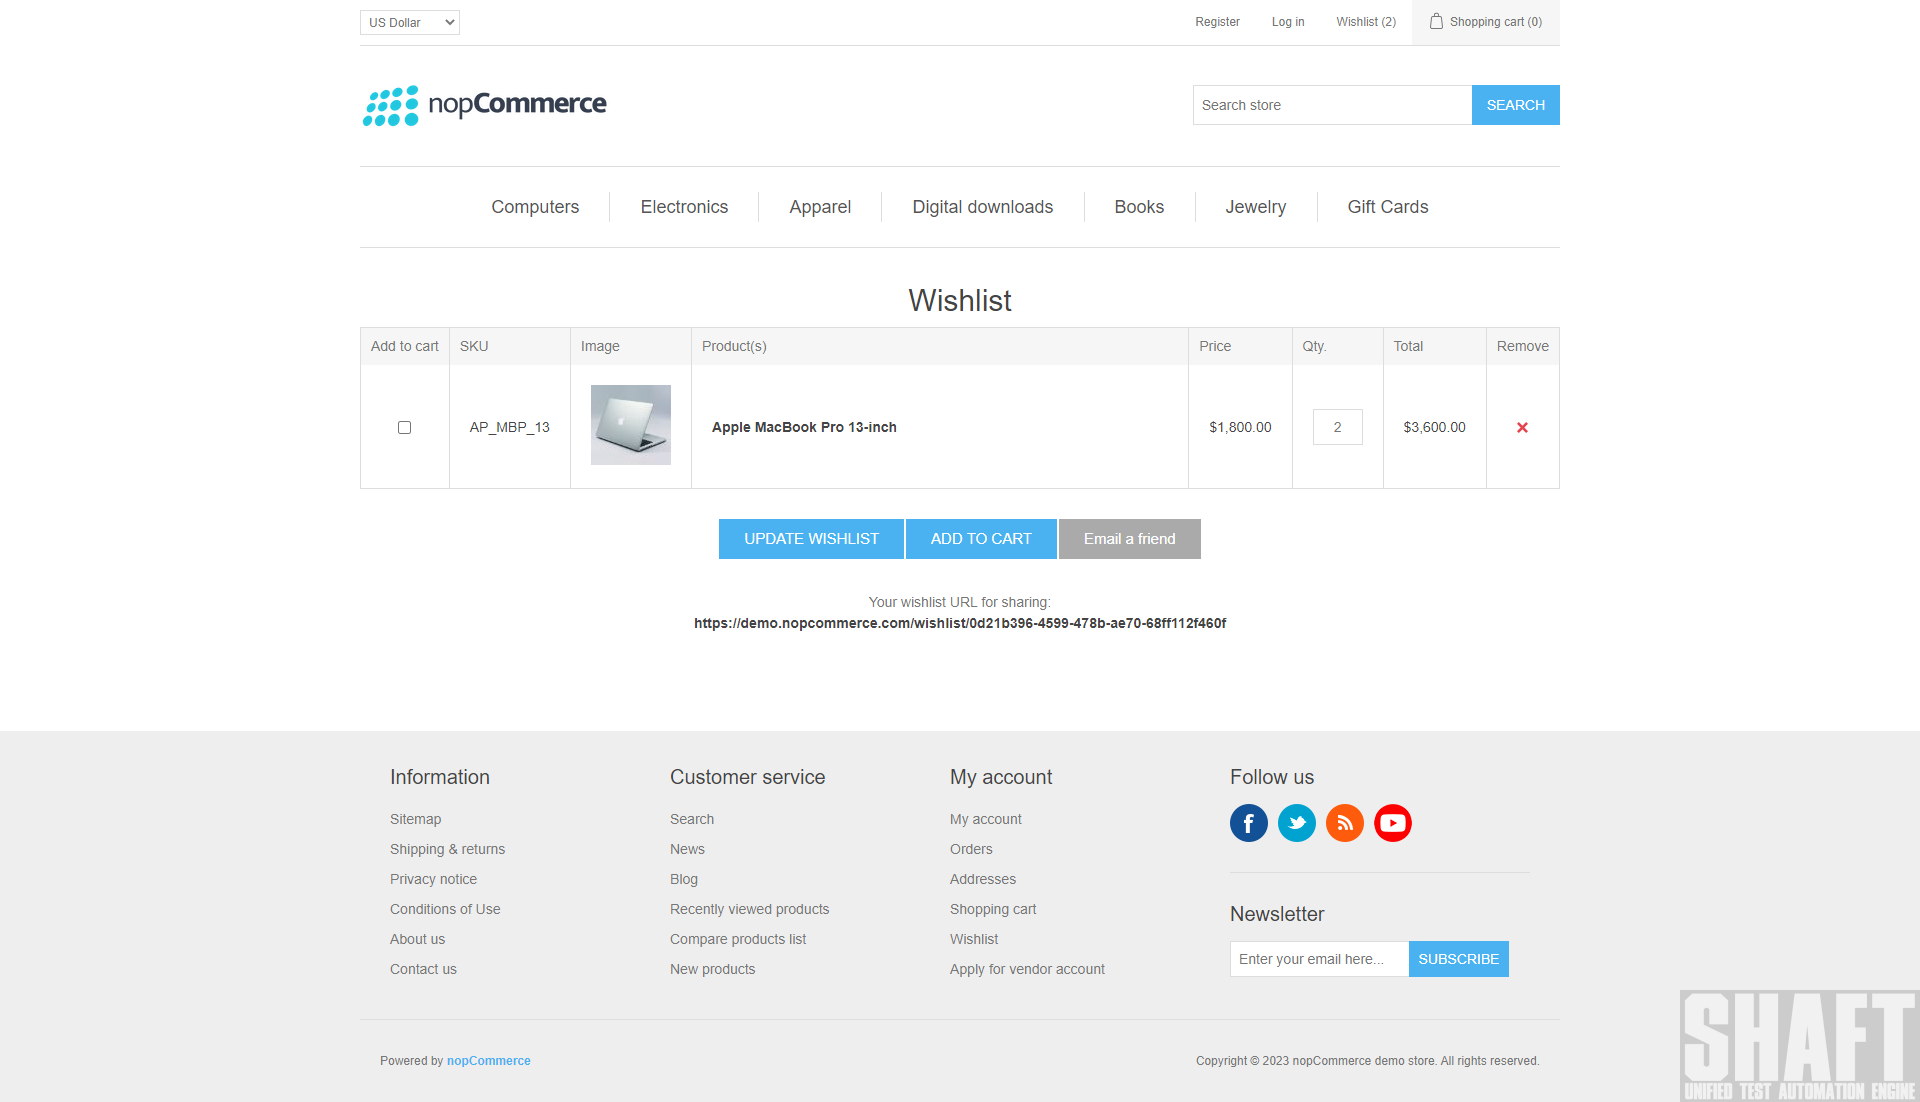 US Dollar
Register
Log in
Wishlist (2)
Shopping cart (0)
nopCommerce
Search store
SEARCH
Computers
Electronics
Apparel
Digital downloads
Books
Jewelry
Gift Cards
Wishlist
Add to cart
SKU
Image
Product(s)
Price
Qty.
Total
Remove
AP_MBP_13
Apple MacBook Pro 13-inch
$1,800.00
2
$3,600.00
UPDATE WISHLIST
ADD TO CART
Email a friend
Your wishlist URL for sharing:
https://demo.nopcommerce.com/wishlist/0d21b396-4599-478b-ae70-68ff112f460f
Information
Sitemap
Shipping & returns
Privacy notice
Conditions of Use
About us
Contact us
Customer service
Search
News
Blog
Recently viewed products
Compare products list
New products
My account
My account
Orders
Addresses
Shopping cart
Wishlist
Apply for vendor account
Follow us
Newsletter
Enter your email here...
SUBSCRIBE
Powered by nopCommerce
Copyright © 2023 nopCommerce demo store. All rights reserved.
SHAFT
UNIFIED TEST AUTOMATION ENGINE